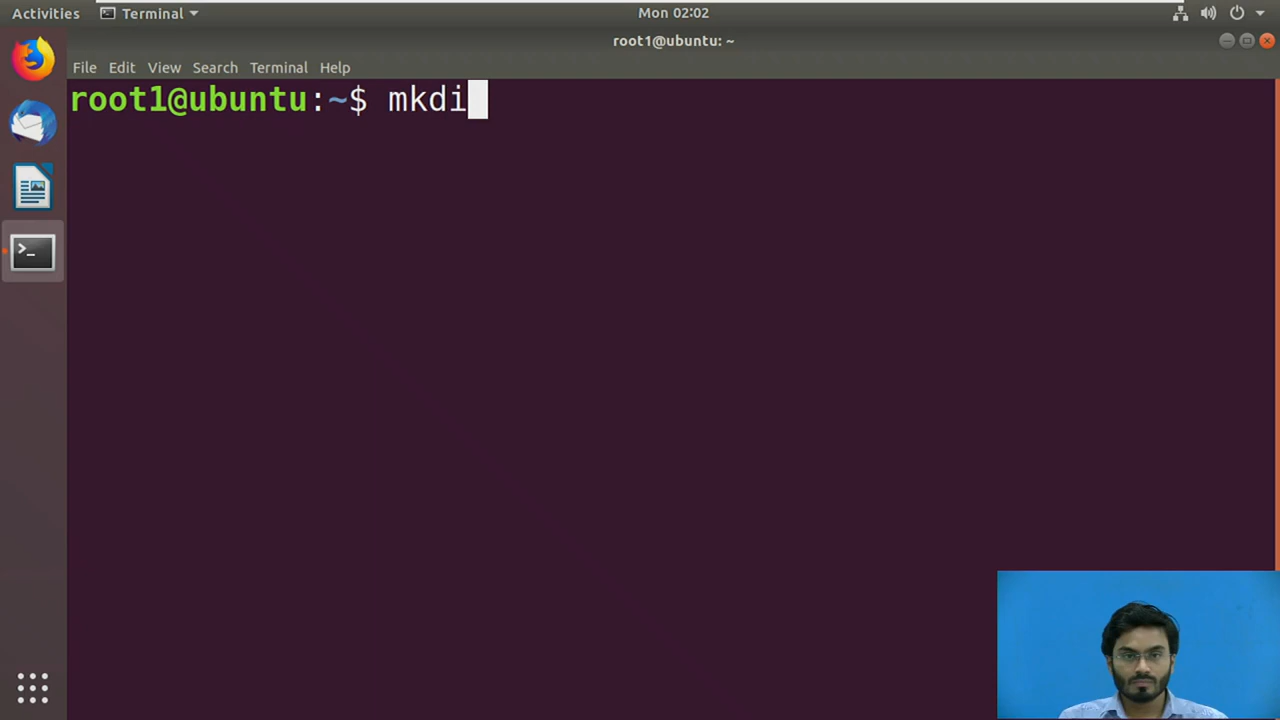 Activities Terminal Mon 02:02
root1@ubuntu: ~
File Edit View Search Terminal Help
root1@ubuntu:~$ mkdi
>_